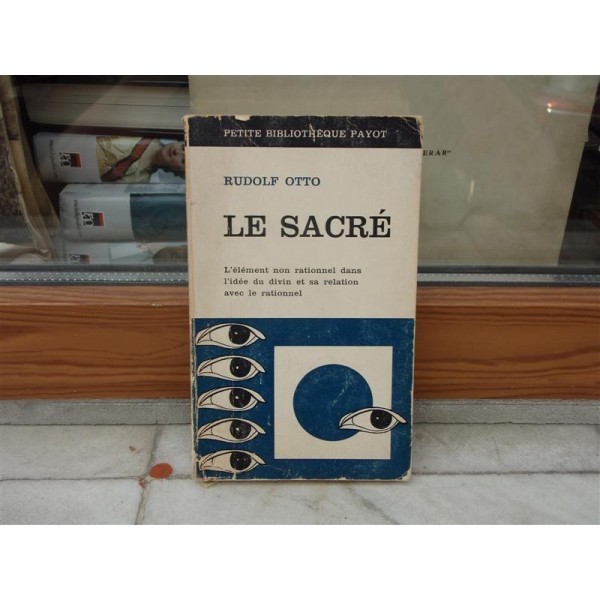 PETITE BIBLIOTHÈQUE PAYOT
RUDOLF OTTO
LE SACRÉ
L'élément non rationnel dans
l'idée du divin et sa relation
avec le rationnel
ERAR"